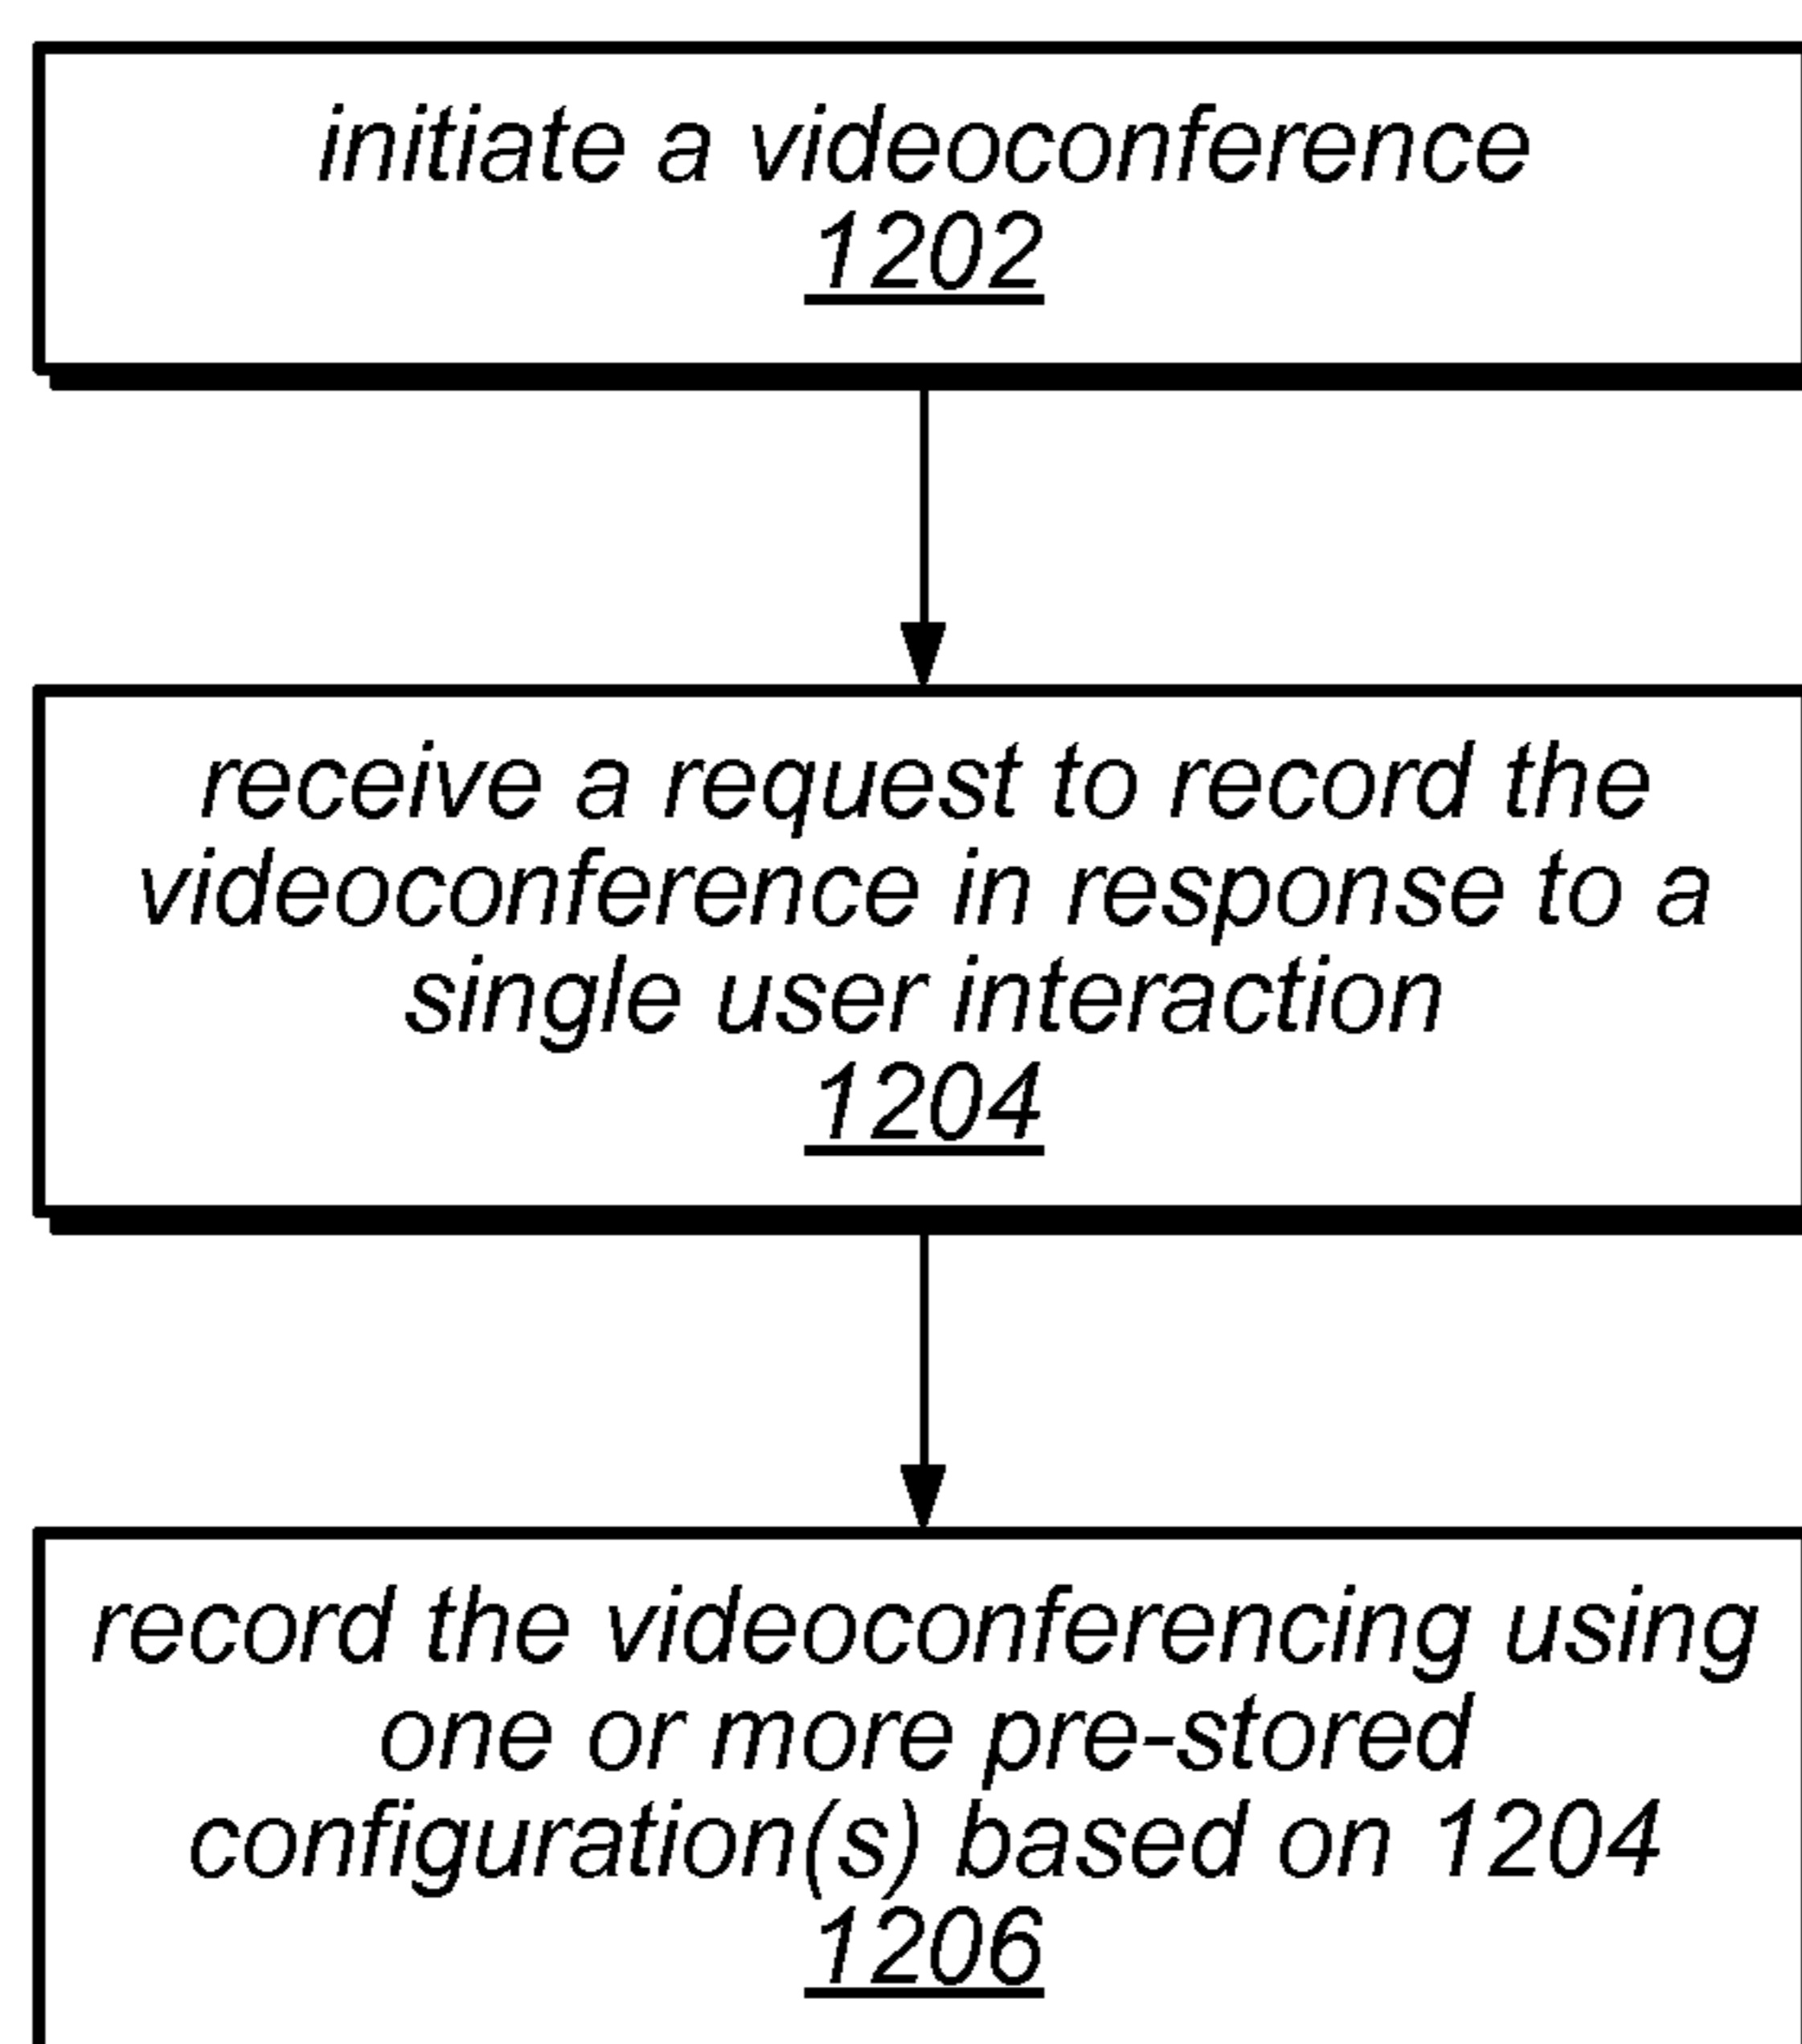 initiate a videoconference
1202
receive a request to record the
videoconference in response to a
single user interaction
1204
record the videoconferencing using
one or more pre-stored
configuration(s) based on 1204
1206